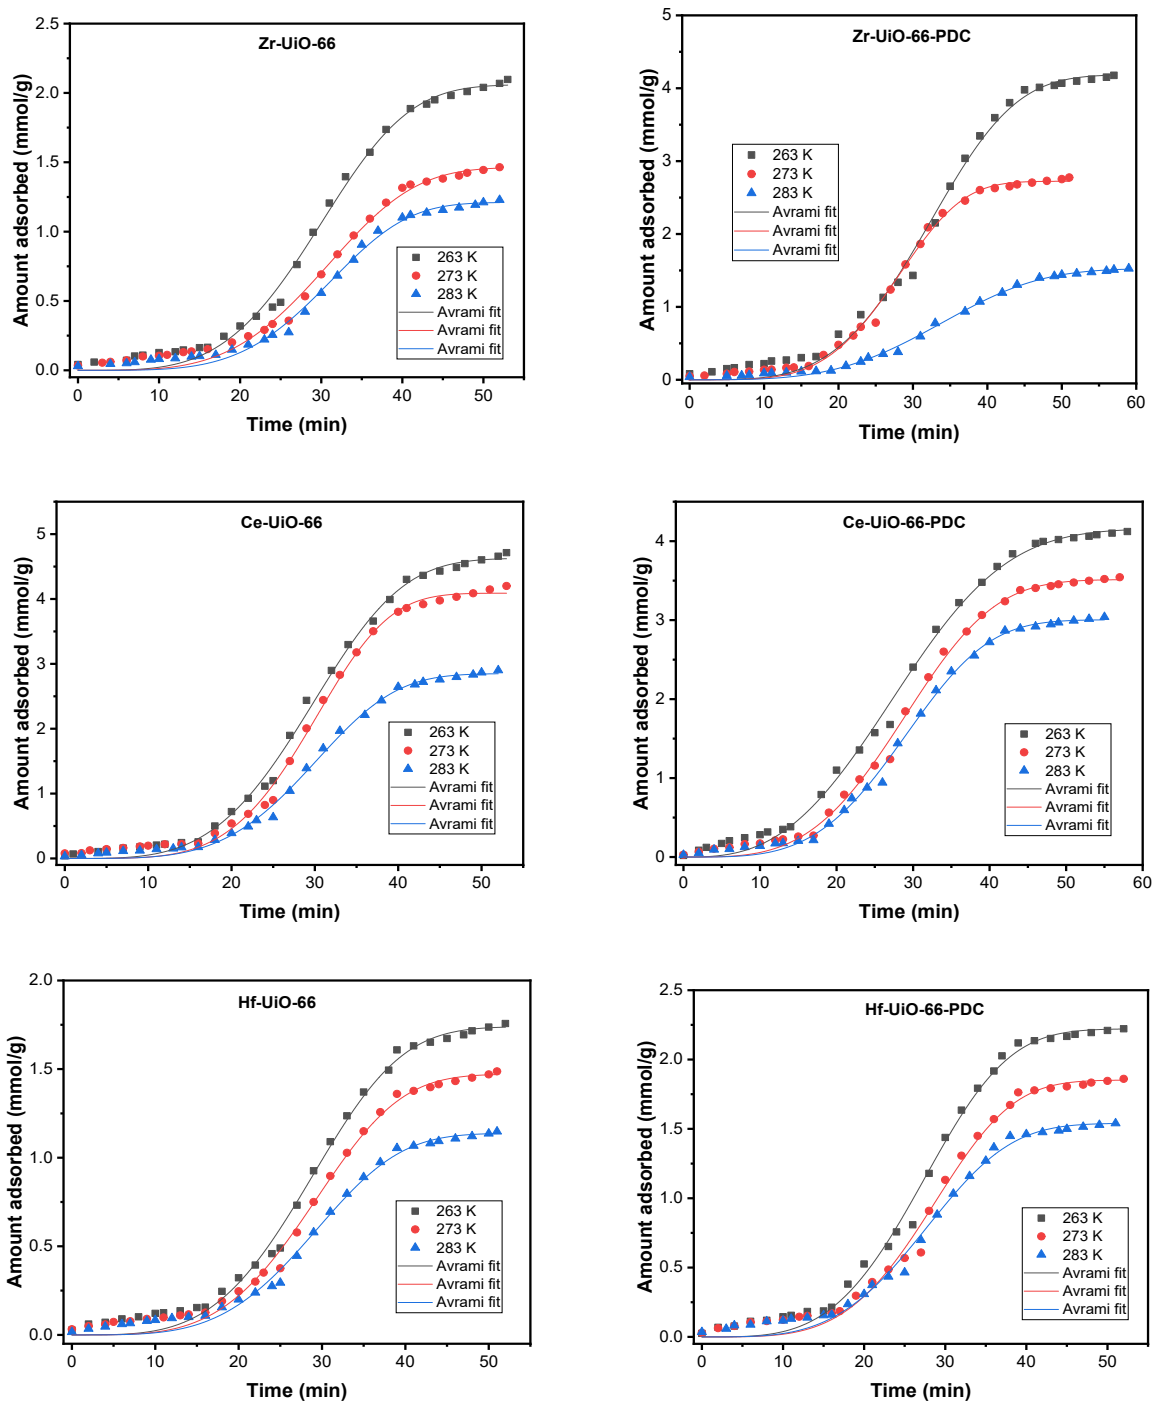 Zr-UiO-66
Amount adsorbed (mmol/g)
2.5
2.0
1.5
1.0
0.5
0.0
263 K
273 K
283 K
Avrami fit
Avrami fit
Avrami fit
0 10 20 30 40 50
Time (min)
Zr-UiO-66-PDC
Amount adsorbed (mmol/g)
5
4
3
2
1
0
263 K
273 K
283 K
Avrami fit
Avrami fit
Avrami fit
0 10 20 30 40 50 60
Time (min)
Ce-UiO-66
Amount adsorbed (mmol/g)
5
4
3
2
1
0
263 K
273 K
283 K
Avrami fit
Avrami fit
Avrami fit
0 10 20 30 40 50
Time (min)
Ce-UiO-66-PDC
Amount adsorbed (mmol/g)
4
3
2
1
0
263 K
273 K
283 K
Avrami fit
Avrami fit
Avrami fit
0 10 20 30 40 50 60
Time (min)
Hf-UiO-66
Amount adsorbed (mmol/g)
2.0
1.5
1.0
0.5
0.0
263 K
273 K
283 K
Avrami fit
Avrami fit
Avrami fit
0 10 20 30 40 50
Time (min)
Hf-UiO-66-PDC
Amount adsorbed (mmol/g)
2.5
2.0
1.5
1.0
0.5
0.0
263 K
273 K
283 K
Avrami fit
Avrami fit
Avrami fit
0 10 20 30 40 50
Time (min)